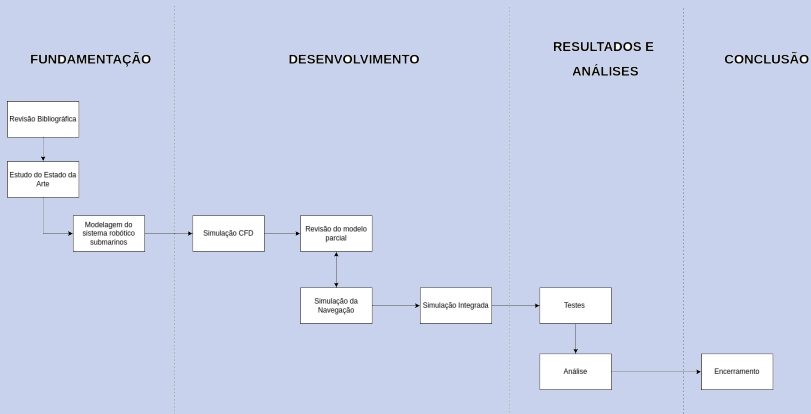 FUNDAMENTAÇÃO
DESENVOLVIMENTO
RESULTADOS E
ANÁLISES
CONCLUSÃO
Revisão Bibliográfica
Estudo do Estado da
Arte
Modelagem do
sistema robótico
submarinos
Simulação CFD
Revisão do modelo
parcial
Simulação da
Navegação
Simulação Integrada
Testes
Análise
Encerramento